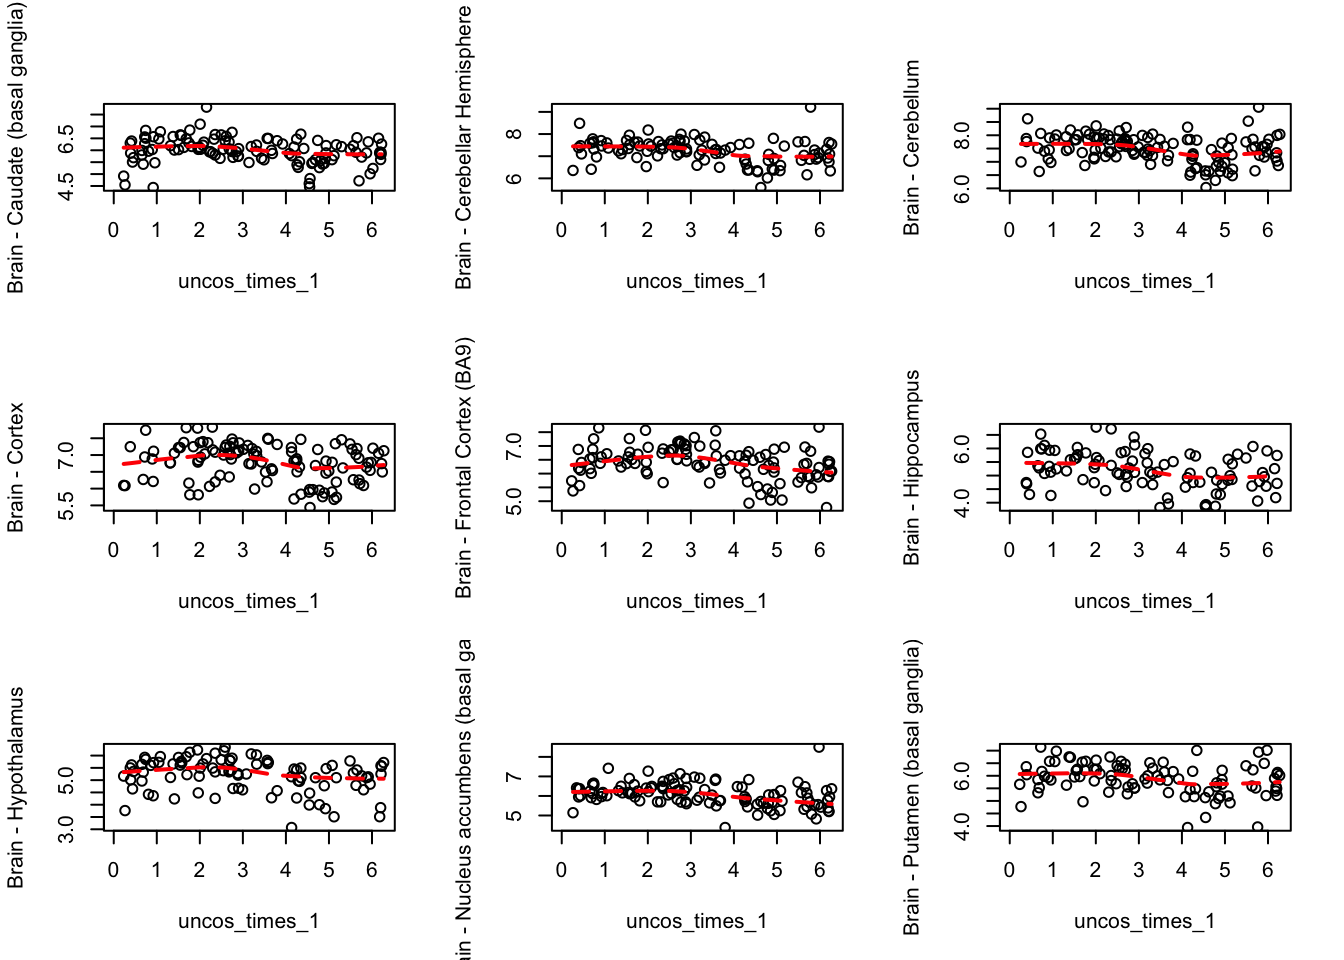 Brain - Caudate (basal ganglia)
4.5 6.5
0 1 2 3 4 5 6
uncos_times_1
Brain - Cerebellar Hemisphere
6 8
0 1 2 3 4 5 6
uncos_times_1
Brain - Cerebellum
6.0 8.0
0 1 2 3 4 5 6
uncos_times_1
Brain - Cortex
5.5 7.0
0 1 2 3 4 5 6
uncos_times_1
Brain - Frontal Cortex (BA9)
5.0 7.0
0 1 2 3 4 5 6
uncos_times_1
Brain - Hippocampus
4.0 6.0
0 1 2 3 4 5 6
uncos_times_1
Brain - Hypothalamus
3.0 5.0
0 1 2 3 4 5 6
uncos_times_1
ain - Nucleus accumbens (basal ga
5 7
0 1 2 3 4 5 6
uncos_times_1
Brain - Putamen (basal ganglia)
4.0 6.0
0 1 2 3 4 5 6
uncos_times_1